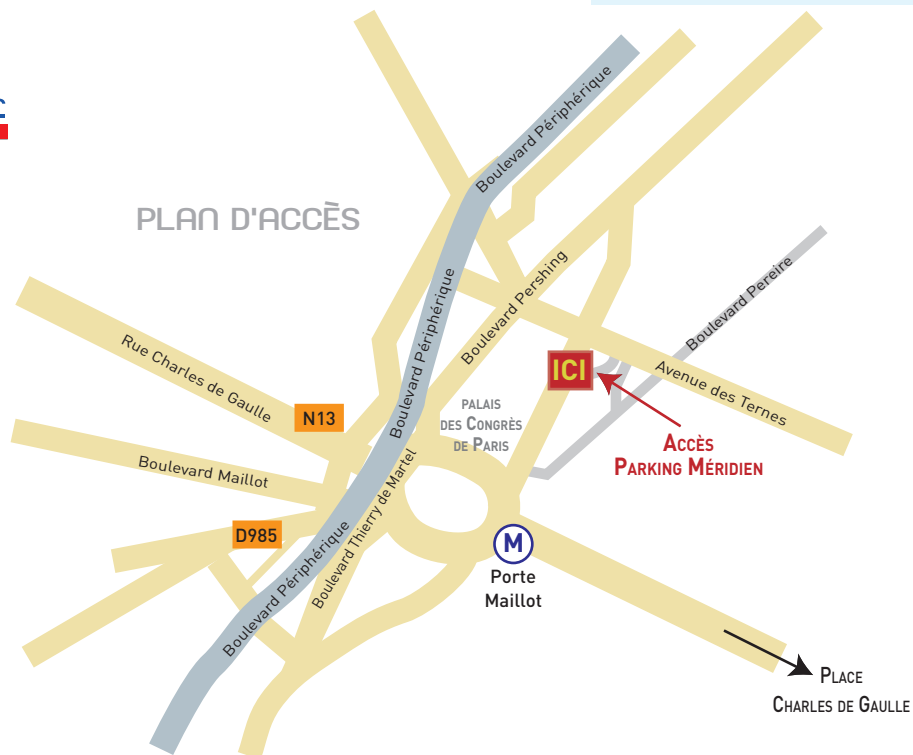 PLAN D'ACCÈS
Boulevard Périphérique
Boulevard Périphérique
Boulevard Pershing
Boulevard Pereire
Rue Charles de Gaulle
N13
Boulevard Périphérique
ICI
Avenue des Ternes
PALAIS
DES CONGRÈS
DE PARIS
ACCÈS
PARKING MÉRIDIEN
Boulevard Maillot
D985
Boulevard Thierry de Martel
Boulevard Périphérique
M
Porte
Maillot
PLACE
CHARLES DE GAULLE